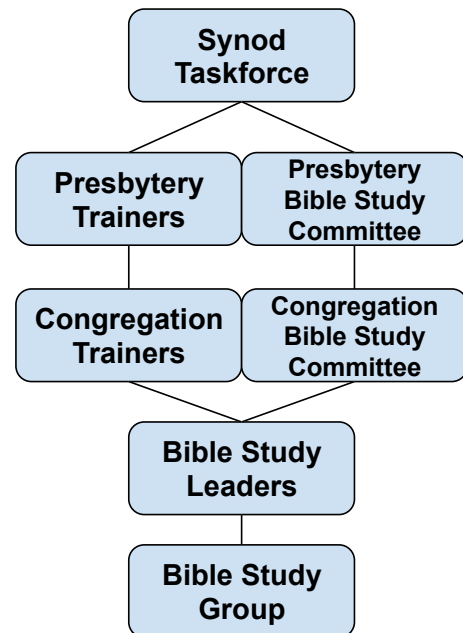 Synod
Taskforce
Presbytery
Trainers
Presbytery
Bible Study
Committee
Congregation
Trainers
Congregation
Bible Study
Committee
Bible Study
Leaders
Bible Study
Group